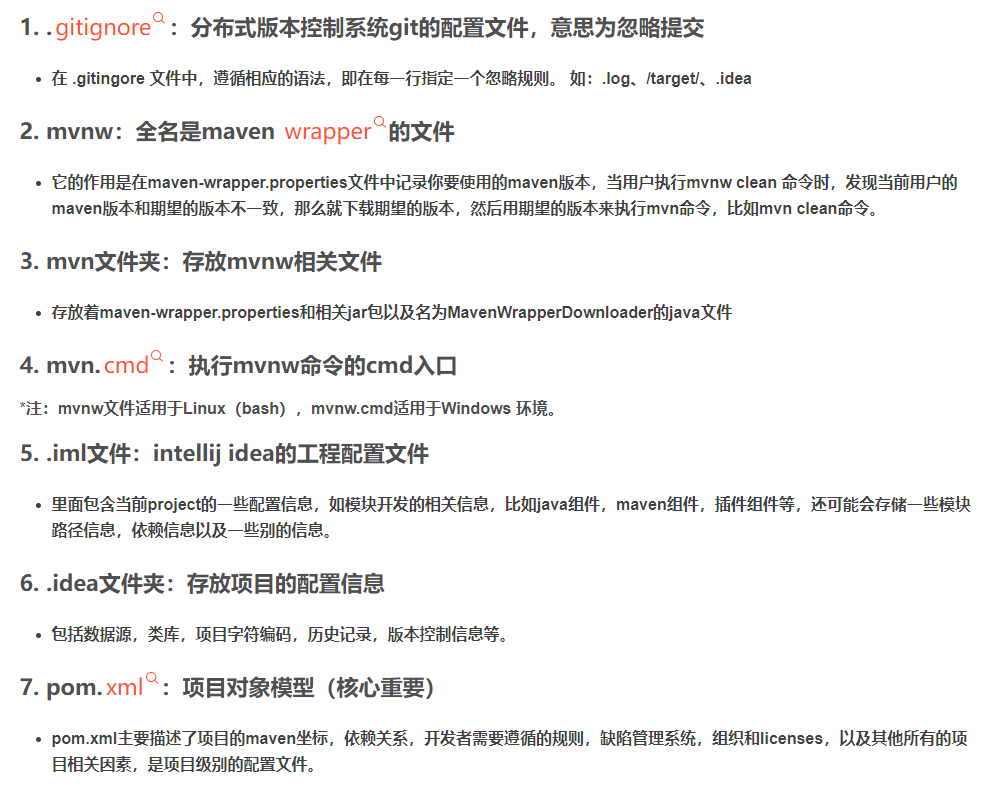 1. .gitignore：分布式版本控制系统git的配置文件，意思为忽略提交
• 在 .gitingore 文件中，遵循相应的语法，即在每一行指定一个忽略规则。 如：.log、/target/、.idea
2. mvnw：全名是maven wrapper的文件
• 它的作用是在maven-wrapper.properties文件中记录你要使用的maven版本，当用户执行mvnw clean 命令时，发现当前用户的
maven版本和期望的版本不一致，那么就下载期望的版本，然后用期望的版本来执行mvn命令，比如mvn clean命令。
3. mvn文件夹：存放mvnw相关文件
• 存放着maven-wrapper.properties和相关jar包以及名为MavenWrapperDownloader的java文件
4. mvn.cmd：执行mvnw命令的cmd入口
*注：mvnw文件适用于Linux（bash），mvnw.cmd适用于Windows 环境。
5. .iml文件：intellij idea的工程配置文件
• 里面包含当前project的一些配置信息，如模块开发的相关信息，比如java组件，maven组件，插件组件等，还可能会存储一些模块
路径信息，依赖信息以及一些别的信息。
6. .idea文件夹：存放项目的配置信息
• 包括数据源，类库，项目字符编码，历史记录，版本控制信息等。
7. pom.xml：项目对象模型（核心重要）
• pom.xml主要描述了项目的maven坐标，依赖关系，开发者需要遵循的规则，缺陷管理系统，组织和licenses，以及其他所有的项
目相关因素，是项目级别的配置文件。